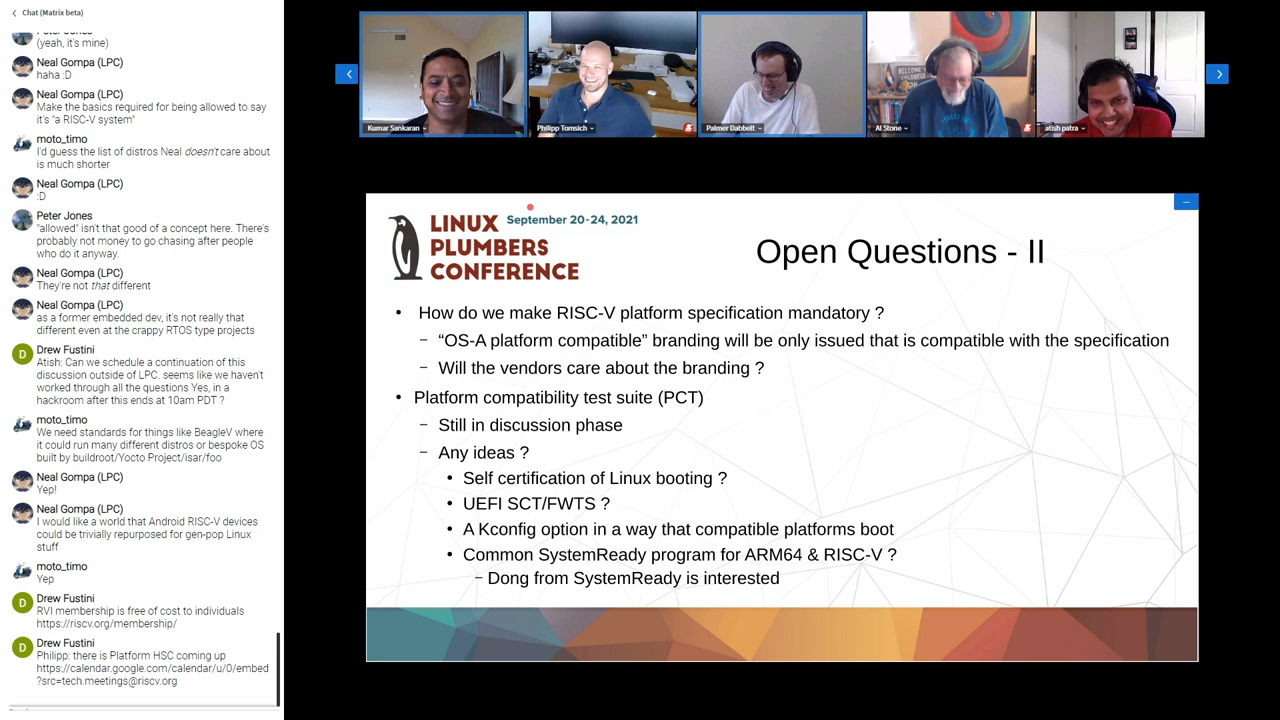 Chat (Matrix beta)
Peter Jones
(yeah, it's mine)
Neal Gompa (LPC)
haha :D
Neal Gompa (LPC)
Make the basics required for being allowed to say
it's "a RISC-V system"
moto_timo
I'd guess the list of distros Neal doesn't care about
is much shorter
Neal Gompa (LPC)
:D
Peter Jones
"allowed" isn't that good of a concept here. There's
probably not money to go chasing after people
who do it anyway.
Neal Gompa (LPC)
They're not that different
Neal Gompa (LPC)
as a former embedded dev, it's not really that
different even at the crappy RTOS type projects
D
Drew Fustini
Atish: Can we schedule a continuation of this
discussion outside of LPC. seems like we haven't
worked through all the questions Yes, in a
hackroom after this ends at 10am PDT ?
moto_timo
We need standards for things like BeagleV where
it could run many different distros or bespoke OS
built by buildroot/Yocto Project/isar/foo
Neal Gompa (LPC)
Yep!
Neal Gompa (LPC)
I would like a world that Android RISC-V devices
could be trivially repurposed for gen-pop Linux
stuff
moto_timo
Yep
D
Drew Fustini
RVI membership is free of cost to individuals
https://riscv.org/membership/
D
Drew Fustini
Philipp: there is Platform HSC coming up
https://calendar.google.com/calendar/u/0/embed
?src=tech.meetings@riscv.org
Kumar Sankaran
Philipp Tomsich
Palmer Dabbelt
Al Stone
atish patra
LINUX
PLUMBERS
CONFERENCE
September 20-24, 2021
Open Questions - II
• How do we make RISC-V platform specification mandatory ?
– “OS-A platform compatible” branding will be only issued that is compatible with the specification
– Will the vendors care about the branding ?
• Platform compatibility test suite (PCT)
– Still in discussion phase
– Any ideas ?
• Self certification of Linux booting ?
• UEFI SCT/FWTS ?
• A Kconfig option in a way that compatible platforms boot
• Common SystemReady program for ARM64 & RISC-V ?
– Dong from SystemReady is interested